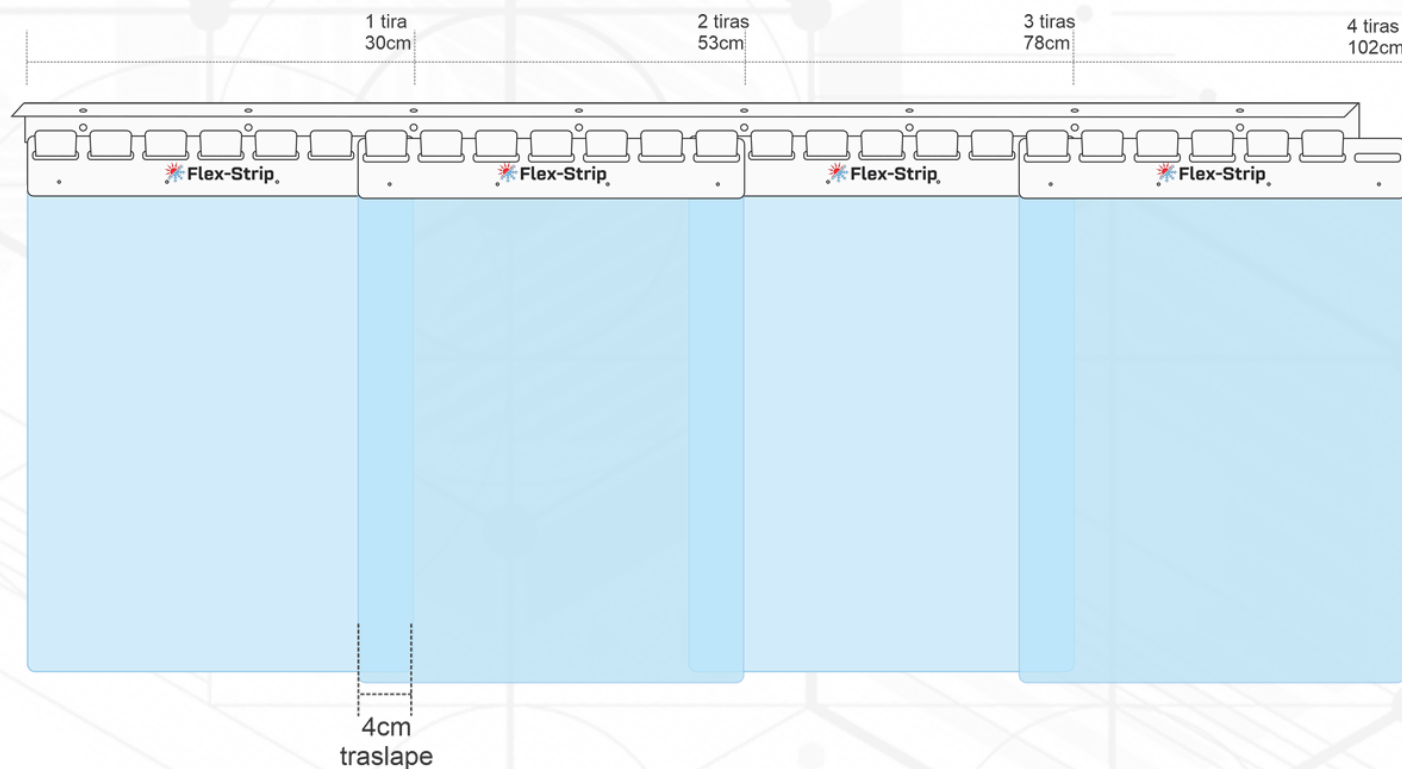 1 tira
30cm
2 tiras
53cm
3 tiras
78cm
4 tiras
102cm
Flex-Strip
Flex-Strip
Flex-Strip
Flex-Strip
4cm
traslape